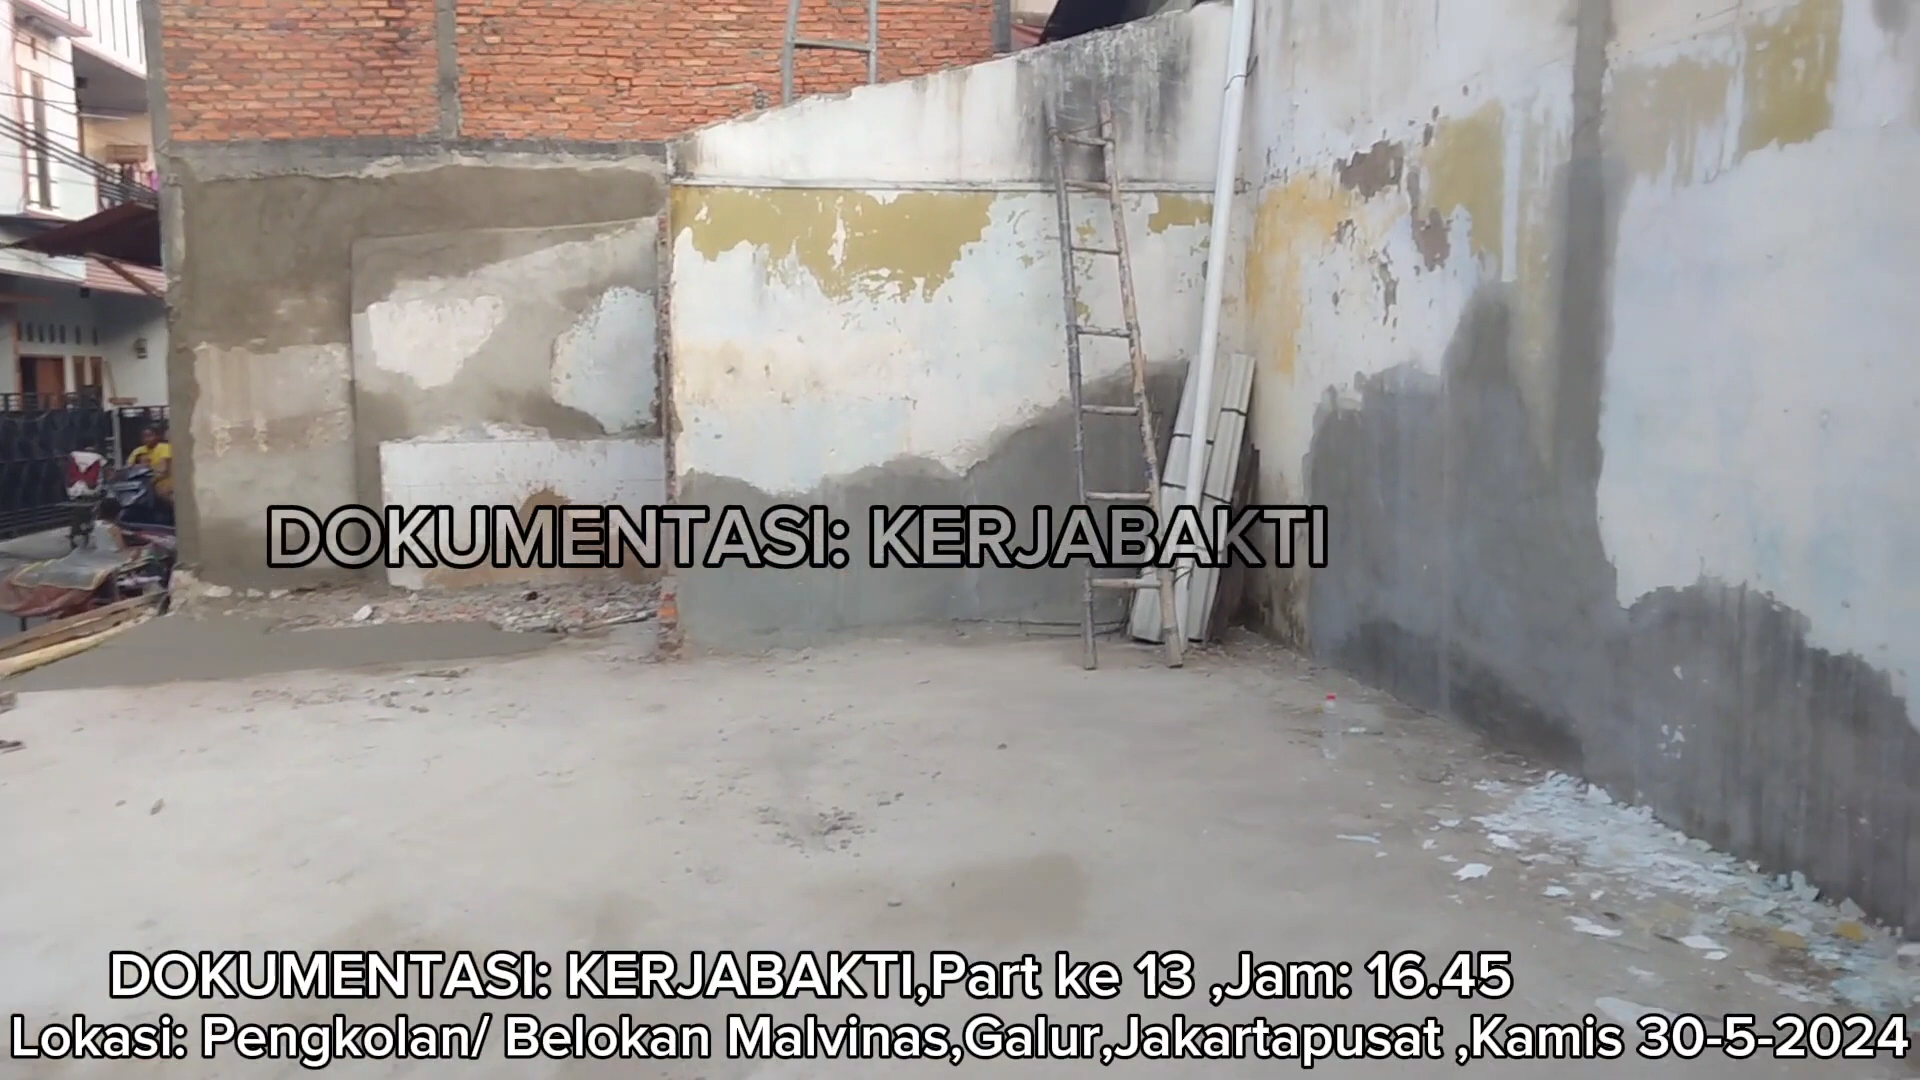 DOKUMENTASI: KERJABAKTI
DOKUMENTASI: KERJABAKTI,Part ke 13 ,Jam: 16.45
Lokasi: Pengkolan/ Belokan Malvinas,Galur,Jakartapusat ,Kamis 30-5-2024